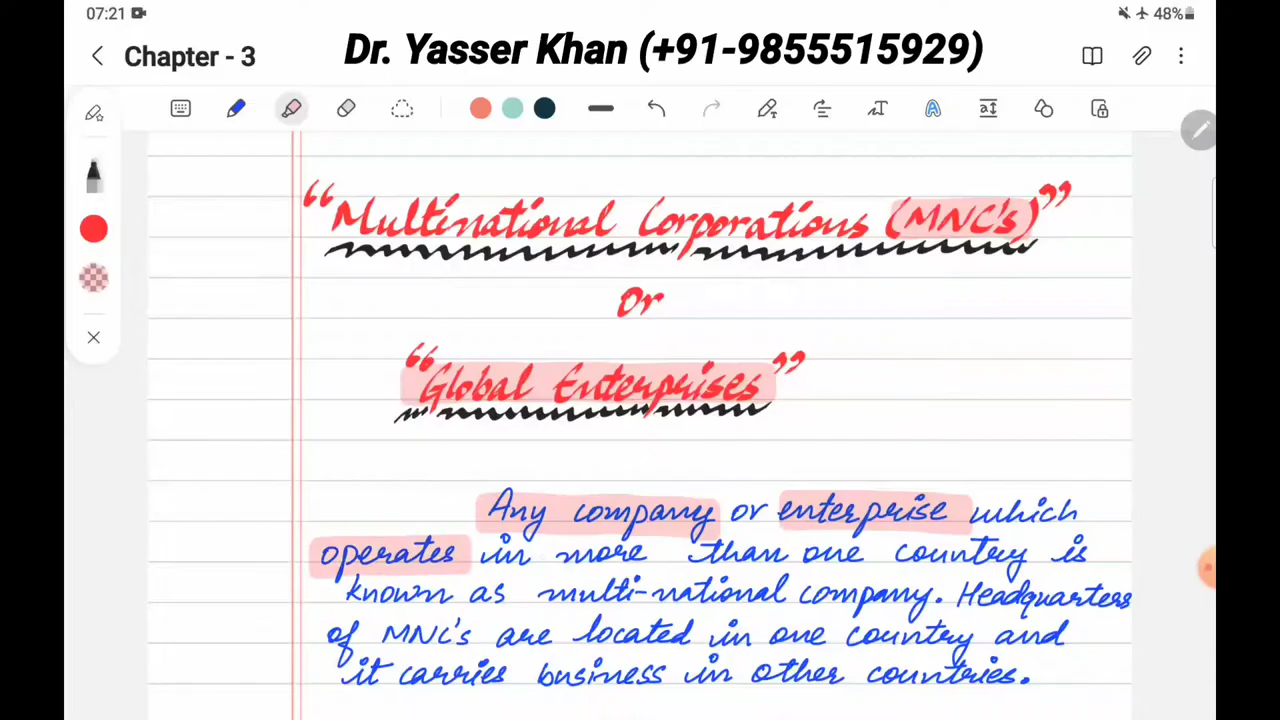 07:21
48%
Chapter - 3
Dr. Yasser Khan (+91-9855515929)
"Multinational Corporations (MNC's)"
Or
"Global Enterprises"
Any company or enterprise which
operates in more than one country is
known as multi-national company. Headquarters
of MNC's are located in one country and
it carries business in other countries.